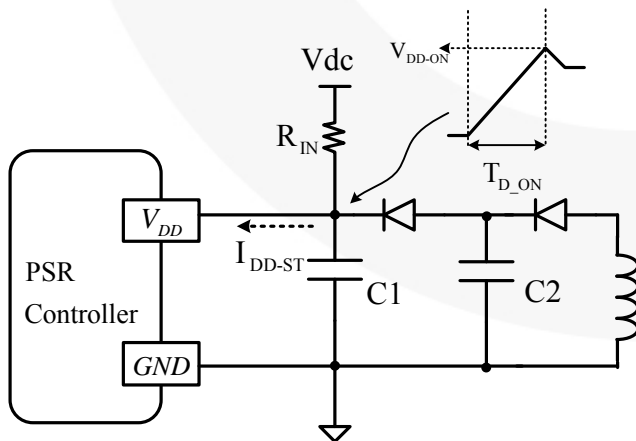 V_DD-ON
Vdc
R_IN
T_D_ON
V_DD
I_DD-ST
PSR
Controller
C1
C2
GND